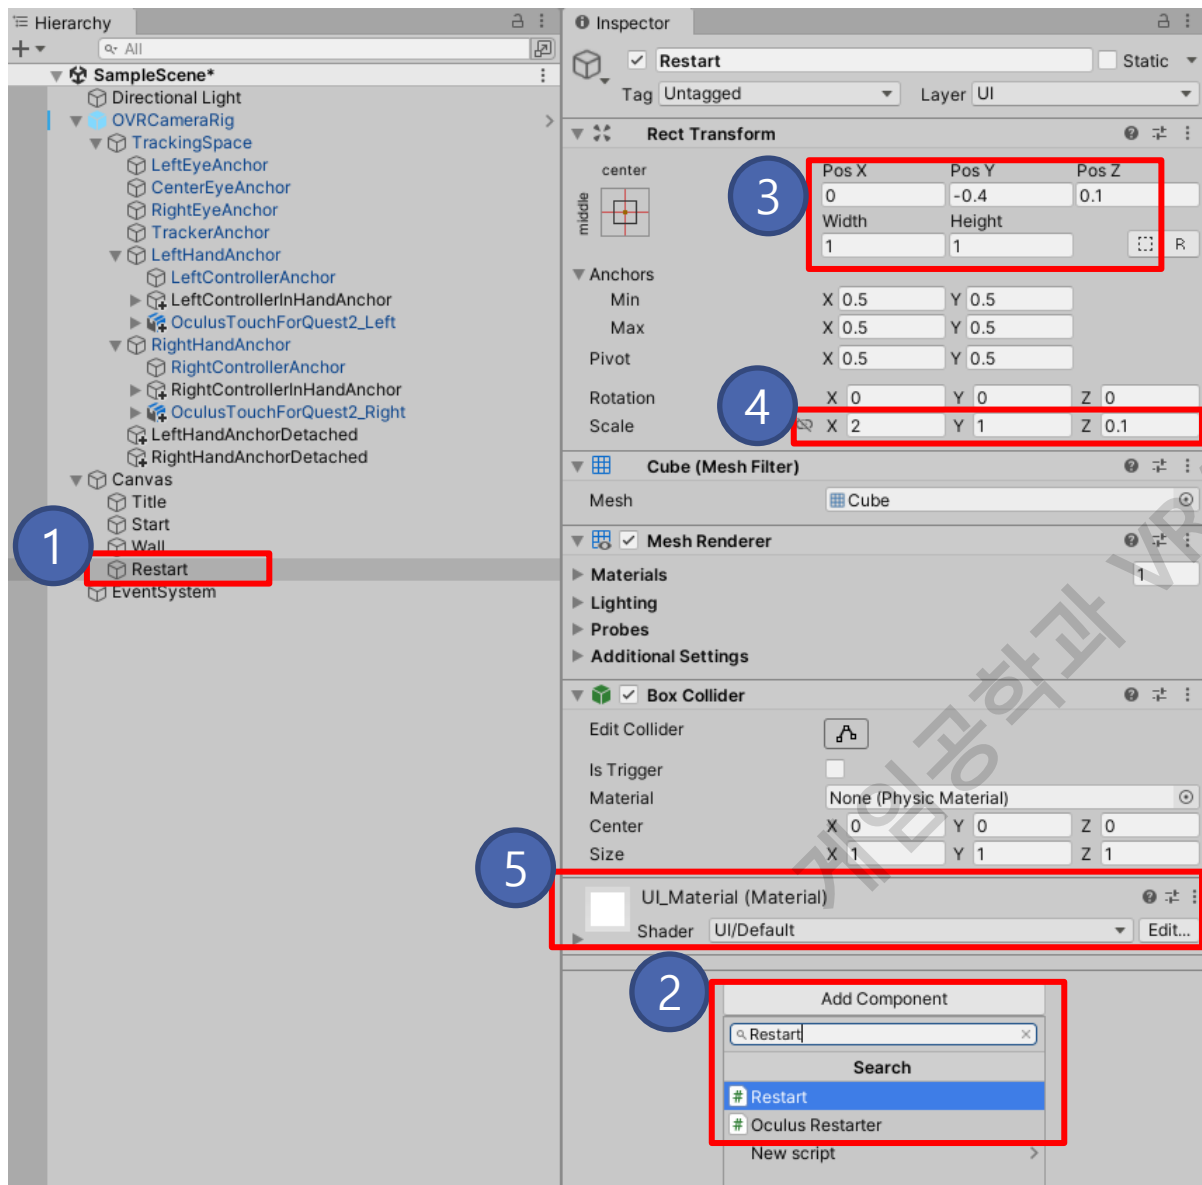 Hierarchy
All
SampleScene*
Directional Light
OVRCameraRig
TrackingSpace
LeftEyeAnchor
CenterEyeAnchor
RightEyeAnchor
TrackerAnchor
LeftHandAnchor
LeftControllerAnchor
LeftControllerInHandAnchor
OculusTouchForQuest2_Left
RightHandAnchor
RightControllerAnchor
RightControllerInHandAnchor
OculusTouchForQuest2_Right
LeftHandAnchorDetached
RightHandAnchorDetached
Canvas
Title
Start
Wall
1
Restart
EventSystem
Inspector
Restart Static
Tag Untagged Layer UI
Rect Transform
center
middle
3
Pos X Pos Y Pos Z
0 -0.4 0.1
Width Height
1 1 R
Anchors
Min X 0.5 Y 0.5
Max X 0.5 Y 0.5
Pivot X 0.5 Y 0.5
Rotation X 0 Y 0 Z 0
4
Scale X 2 Y 1 Z 0.1
Cube (Mesh Filter)
Mesh Cube
Mesh Renderer
Materials 1
Lighting
Probes
Additional Settings
Box Collider
Edit Collider
Is Trigger
Material None (Physic Material)
Center X 0 Y 0 Z 0
Size X 1 Y 1 Z 1
5
UI_Material (Material)
Shader UI/Default Edit...
2
Add Component
Restart
Search
Restart
Oculus Restarter
New script
게임공학과 VR